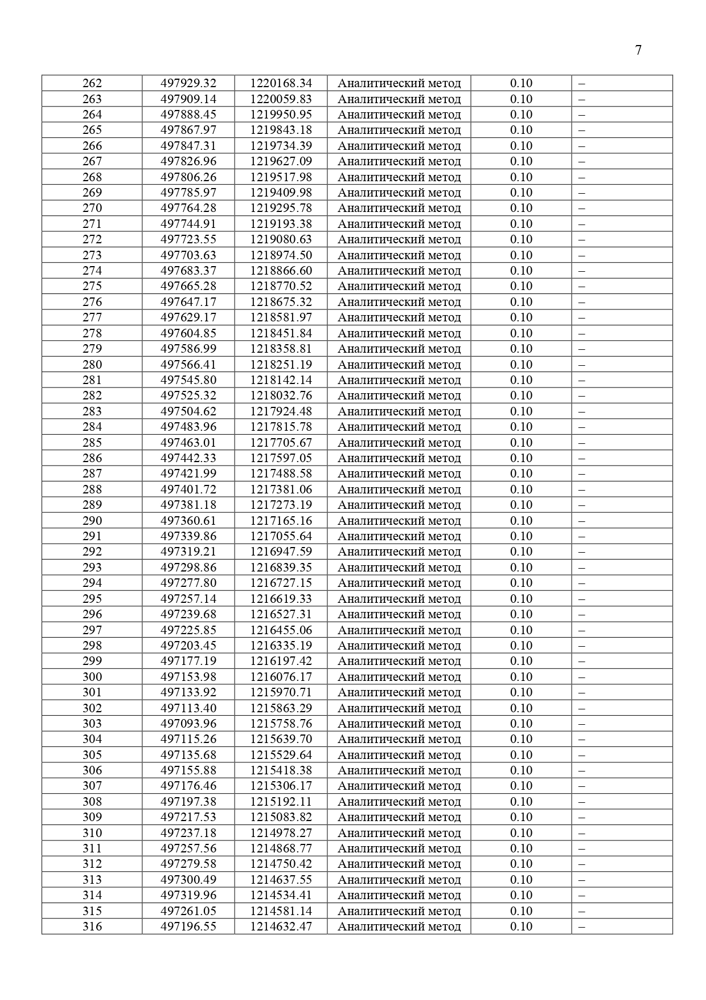 7
262 497929.32 1220168.34 Аналитический метод 0.10 –
263 497909.14 1220059.83 Аналитический метод 0.10 –
264 497888.45 1219950.95 Аналитический метод 0.10 –
265 497867.97 1219843.18 Аналитический метод 0.10 –
266 497847.31 1219734.39 Аналитический метод 0.10 –
267 497826.96 1219627.09 Аналитический метод 0.10 –
268 497806.26 1219517.98 Аналитический метод 0.10 –
269 497785.97 1219409.98 Аналитический метод 0.10 –
270 497764.28 1219295.78 Аналитический метод 0.10 –
271 497744.91 1219193.38 Аналитический метод 0.10 –
272 497723.55 1219080.63 Аналитический метод 0.10 –
273 497703.63 1218974.50 Аналитический метод 0.10 –
274 497683.37 1218866.60 Аналитический метод 0.10 –
275 497665.28 1218770.52 Аналитический метод 0.10 –
276 497647.17 1218675.32 Аналитический метод 0.10 –
277 497629.17 1218581.97 Аналитический метод 0.10 –
278 497604.85 1218451.84 Аналитический метод 0.10 –
279 497586.99 1218358.81 Аналитический метод 0.10 –
280 497566.41 1218251.19 Аналитический метод 0.10 –
281 497545.80 1218142.14 Аналитический метод 0.10 –
282 497525.32 1218032.76 Аналитический метод 0.10 –
283 497504.62 1217924.48 Аналитический метод 0.10 –
284 497483.96 1217815.78 Аналитический метод 0.10 –
285 497463.01 1217705.67 Аналитический метод 0.10 –
286 497442.33 1217597.05 Аналитический метод 0.10 –
287 497421.99 1217488.58 Аналитический метод 0.10 –
288 497401.72 1217381.06 Аналитический метод 0.10 –
289 497381.18 1217273.19 Аналитический метод 0.10 –
290 497360.61 1217165.16 Аналитический метод 0.10 –
291 497339.86 1217055.64 Аналитический метод 0.10 –
292 497319.21 1216947.59 Аналитический метод 0.10 –
293 497298.86 1216839.35 Аналитический метод 0.10 –
294 497277.80 1216727.15 Аналитический метод 0.10 –
295 497257.14 1216619.33 Аналитический метод 0.10 –
296 497239.68 1216527.31 Аналитический метод 0.10 –
297 497225.85 1216455.06 Аналитический метод 0.10 –
298 497203.45 1216335.19 Аналитический метод 0.10 –
299 497177.19 1216197.42 Аналитический метод 0.10 –
300 497153.98 1216076.17 Аналитический метод 0.10 –
301 497133.92 1215970.71 Аналитический метод 0.10 –
302 497113.40 1215863.29 Аналитический метод 0.10 –
303 497093.96 1215758.76 Аналитический метод 0.10 –
304 497115.26 1215639.70 Аналитический метод 0.10 –
305 497135.68 1215529.64 Аналитический метод 0.10 –
306 497155.88 1215418.38 Аналитический метод 0.10 –
307 497176.46 1215306.17 Аналитический метод 0.10 –
308 497197.38 1215192.11 Аналитический метод 0.10 –
309 497217.53 1215083.82 Аналитический метод 0.10 –
310 497237.18 1214978.27 Аналитический метод 0.10 –
311 497257.56 1214868.77 Аналитический метод 0.10 –
312 497279.58 1214750.42 Аналитический метод 0.10 –
313 497300.49 1214637.55 Аналитический метод 0.10 –
314 497319.96 1214534.41 Аналитический метод 0.10 –
315 497261.05 1214581.14 Аналитический метод 0.10 –
316 497196.55 1214632.47 Аналитический метод 0.10 –